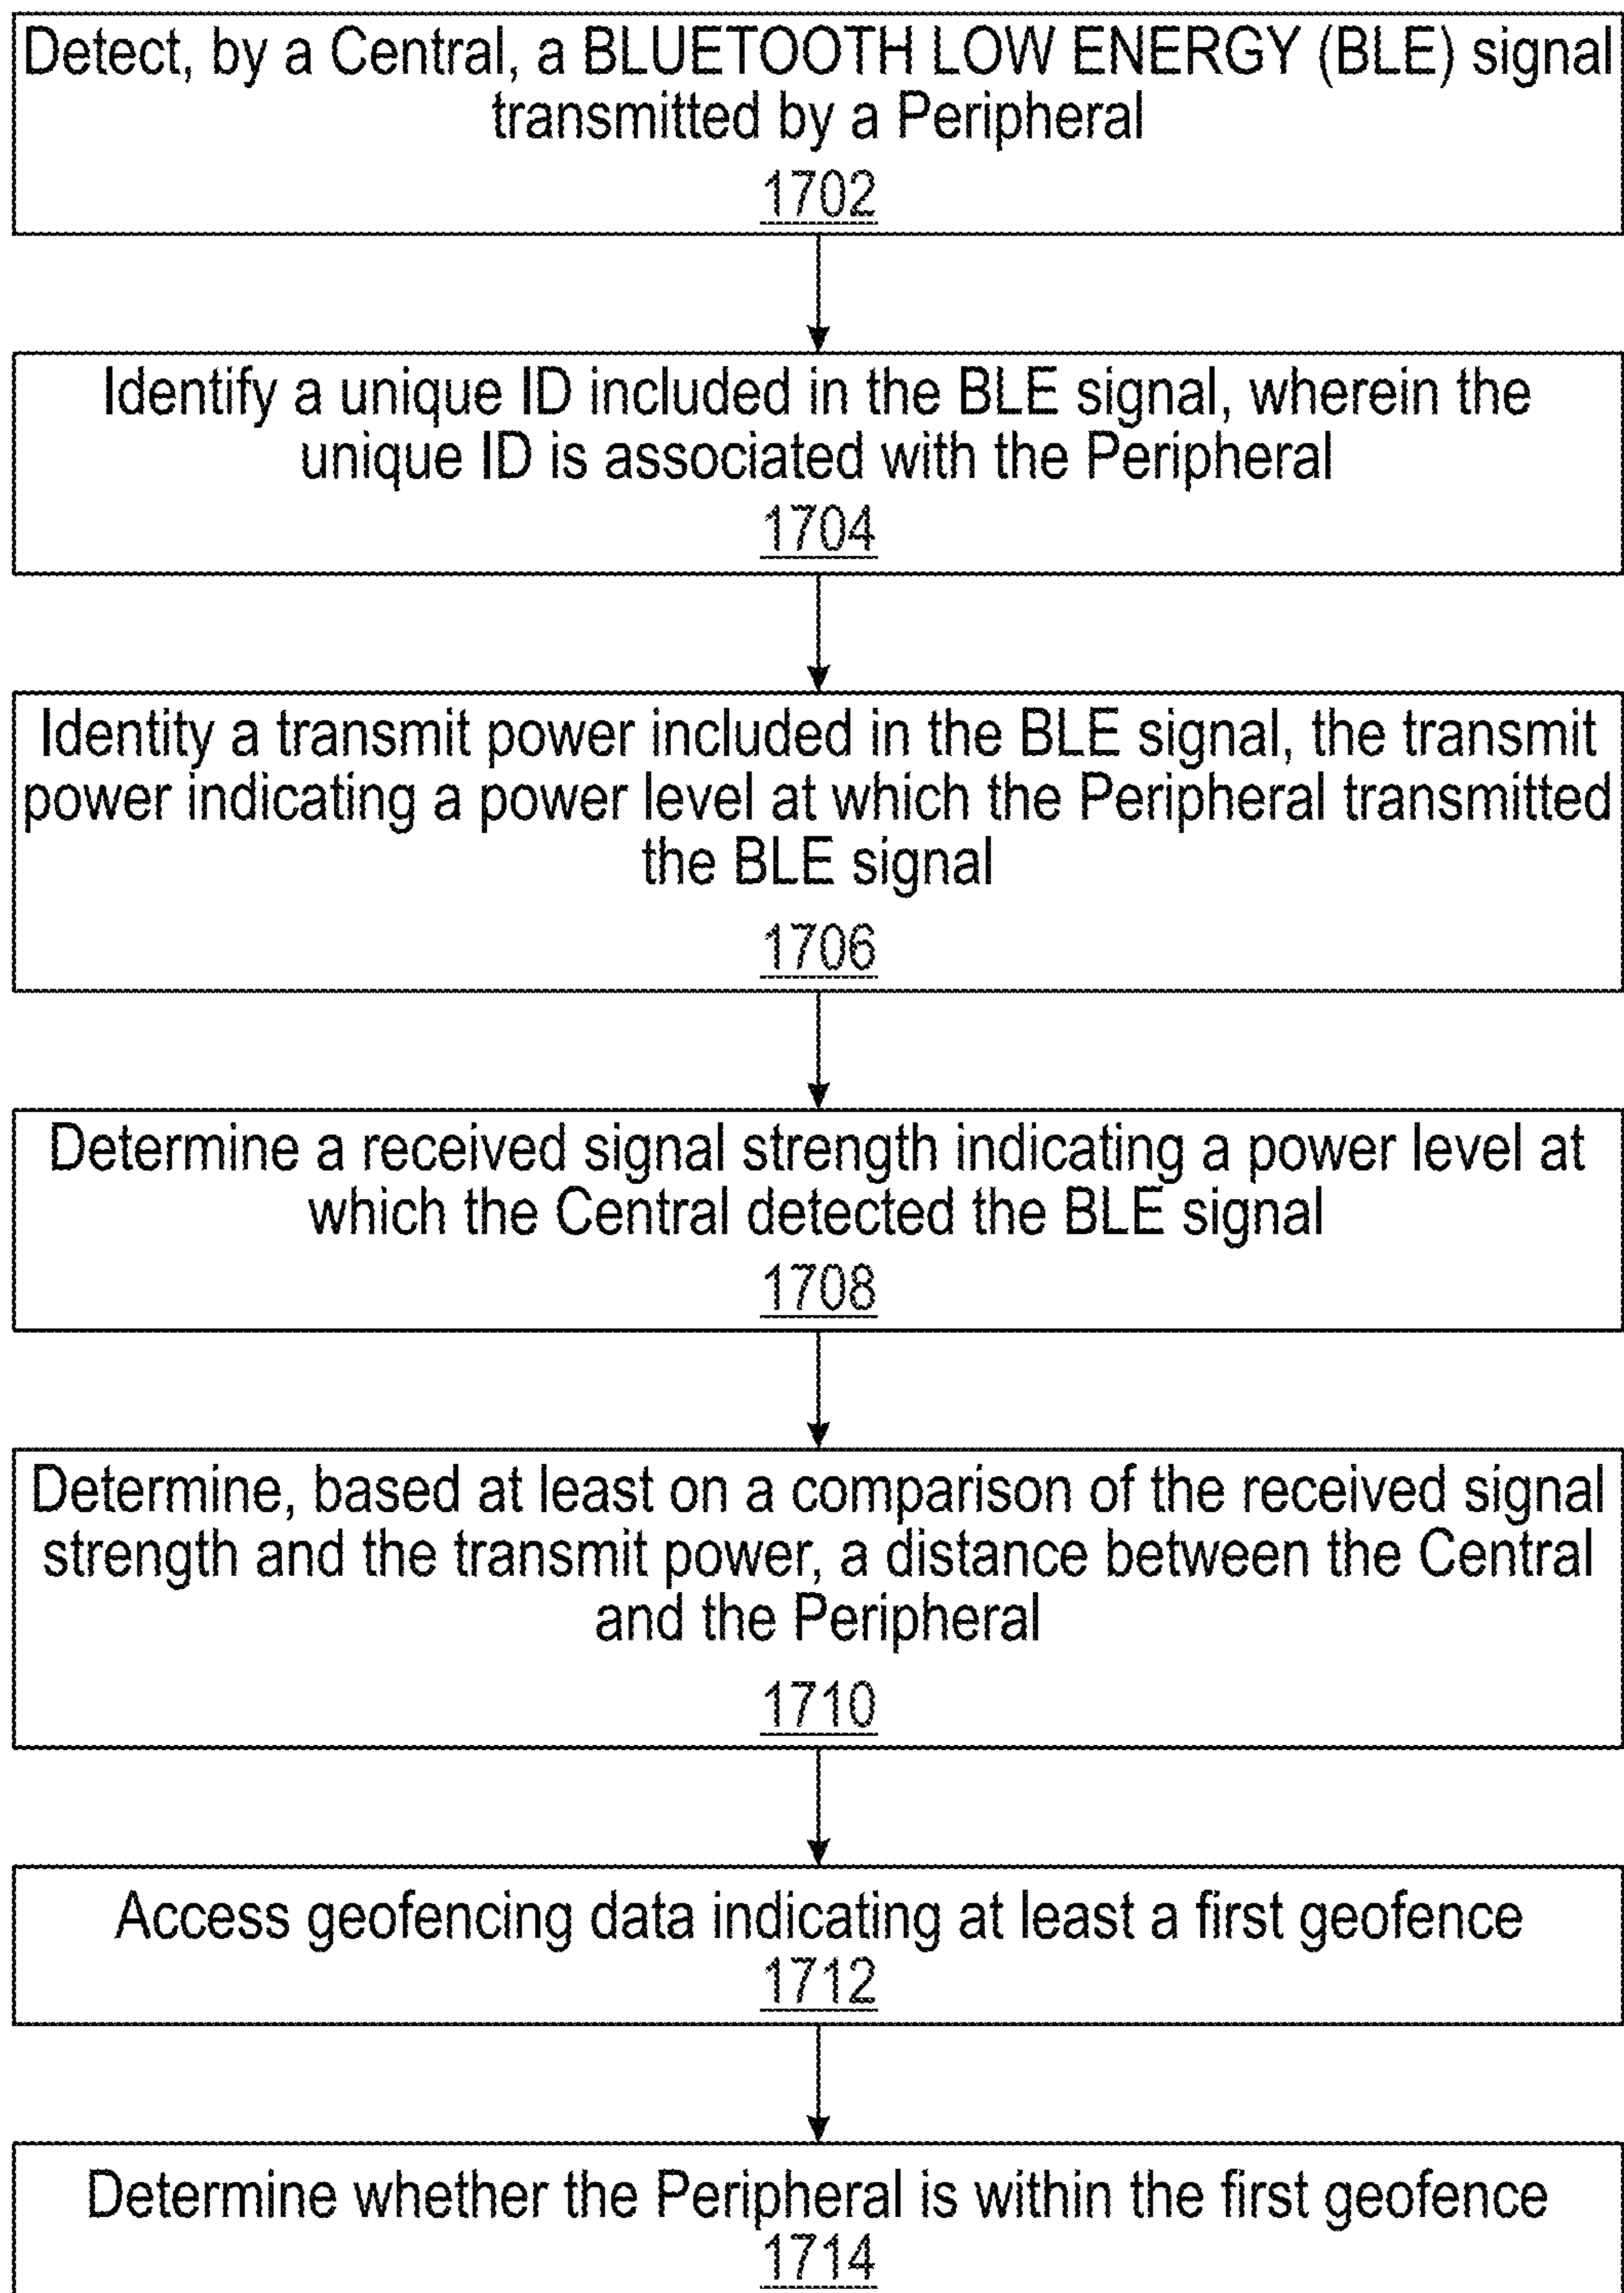 Detect, by a Central, a BLUETOOTH LOW ENERGY (BLE) signal
transmitted by a Peripheral
1702
Identify a unique ID included in the BLE signal, wherein the
unique ID is associated with the Peripheral
1704
Identity a transmit power included in the BLE signal, the transmit
power indicating a power level at which the Peripheral transmitted
the BLE signal
1706
Determine a received signal strength indicating a power level at
which the Central detected the BLE signal
1708
Determine, based at least on a comparison of the received signal
strength and the transmit power, a distance between the Central
and the Peripheral
1710
Access geofencing data indicating at least a first geofence
1712
Determine whether the Peripheral is within the first geofence
1714